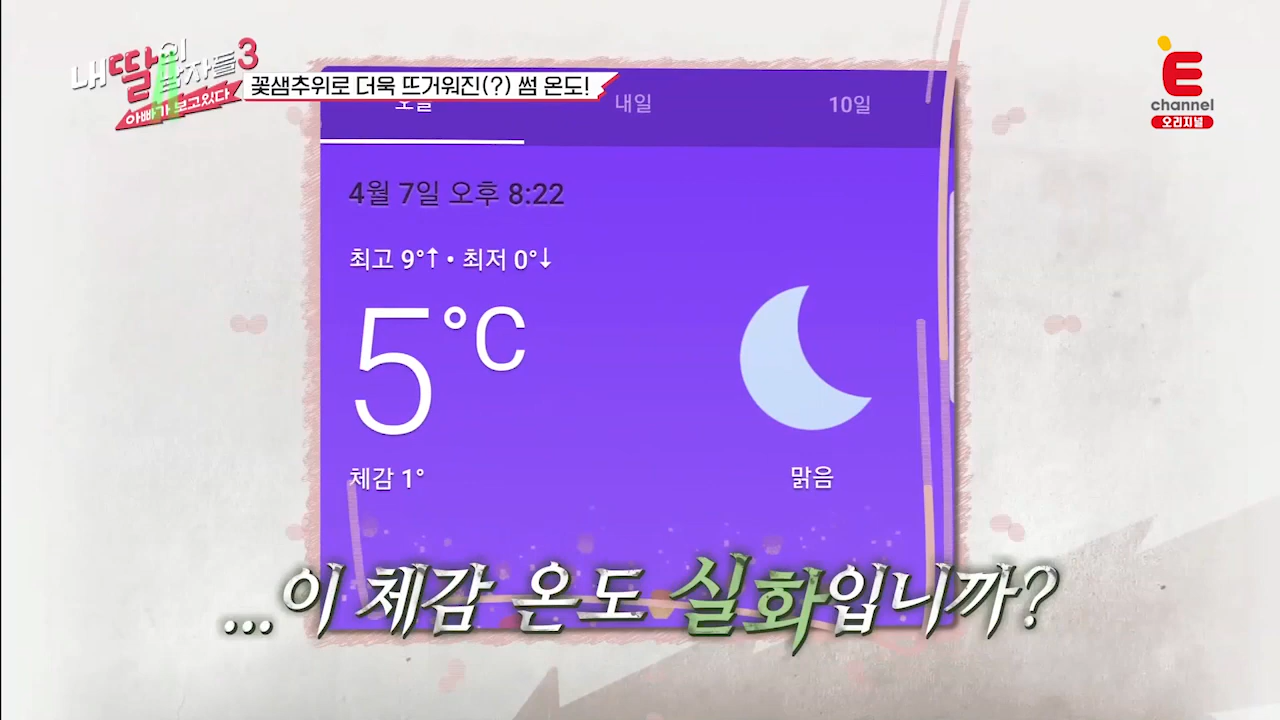 내 딸의 남자들3
아빠가 보고있다
꽃샘추위로 더욱 뜨거워진(?) 썸 온도!
E
channel
오리지널
오늘 내일 10일
4월 7일 오후 8:22
최고 9°↑ • 최저 0°↓
5°C
체감 1°
맑음
...이 체감 온도 실화입니까?